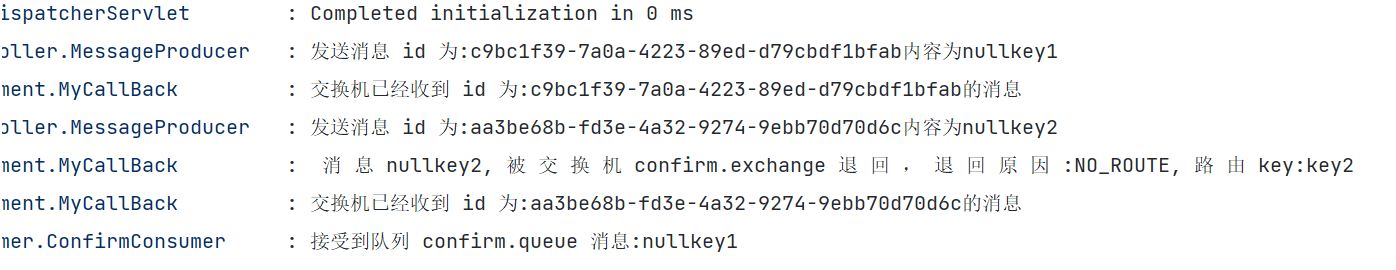 ispatcherServlet : Completed initialization in 0 ms
oller.MessageProducer : 发送消息 id 为:c9bc1f39-7a0a-4223-89ed-d79cbdf1bfab内容为nullkey1
ment.MyCallBack : 交换机已经收到 id 为:c9bc1f39-7a0a-4223-89ed-d79cbdf1bfab的消息
oller.MessageProducer : 发送消息 id 为:aa3be68b-fd3e-4a32-9274-9ebb70d70d6c内容为nullkey2
ment.MyCallBack : 消 息 nullkey2, 被 交 换 机 confirm.exchange 退 回 ， 退 回 原 因 :NO_ROUTE, 路 由 key:key2
ment.MyCallBack : 交换机已经收到 id 为:aa3be68b-fd3e-4a32-9274-9ebb70d70d6c的消息
mer.ConfirmConsumer : 接受到队列 confirm.queue 消息:nullkey1